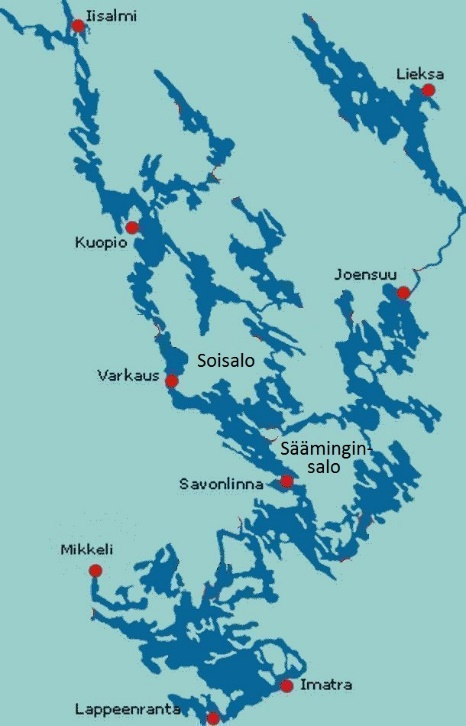 Iisalmi
Lieksa
Kuopio
Joensuu
Soisalo
Varkaus
Säämingin-
salo
Savonlinna
Mikkeli
Imatra
Lappeenranta